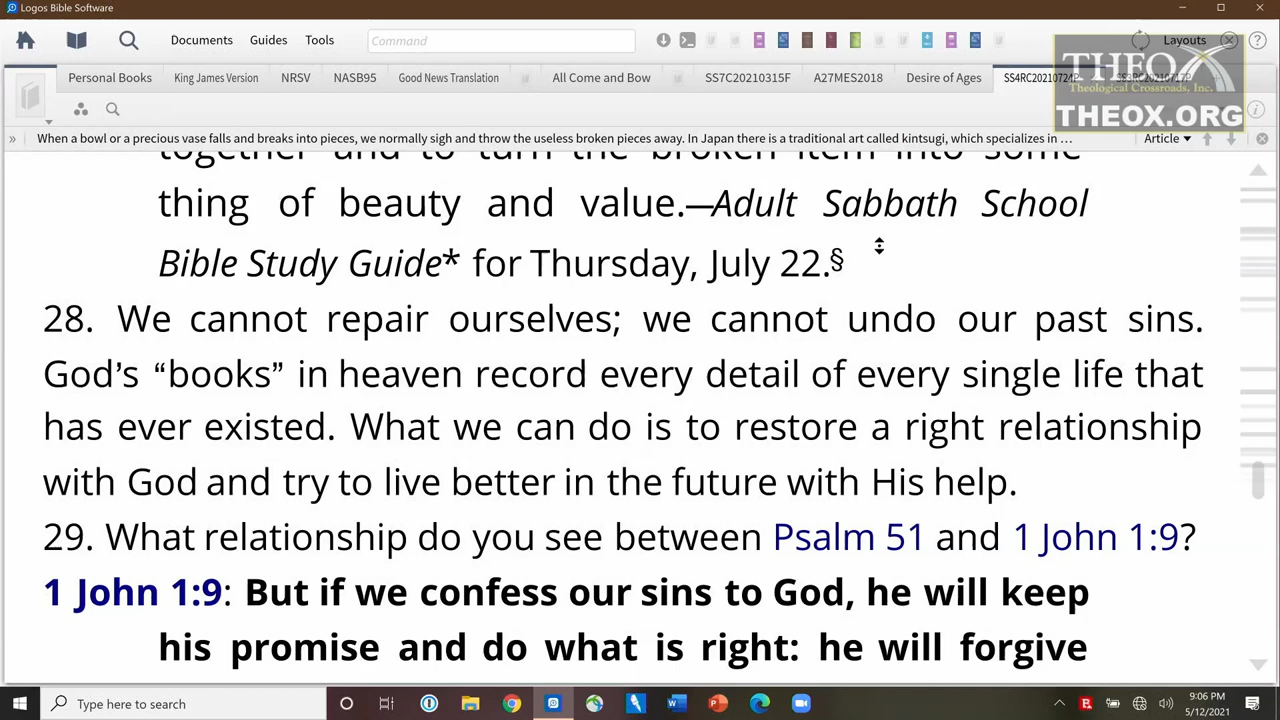 Logos Bible Software
Documents Guides Tools Command Layouts
Personal Books King James Version NRSV NASB95 Good News Translation All Come and Bow SS7C20210315F A27MES2018 Desire of Ages
THEOX
Theological Crossroads, Inc.
THEOX.ORG
When a bowl or a precious vase falls and breaks into pieces, we normally sigh and throw the useless broken pieces away. In Japan there is a traditional art called kintsugi, which specializes in ... Article
together and to turn the broken item into some
thing of beauty and value.—Adult Sabbath School
Bible Study Guide* for Thursday, July 22.§
28. We cannot repair ourselves; we cannot undo our past sins.
God's “books” in heaven record every detail of every single life that
has ever existed. What we can do is to restore a right relationship
with God and try to live better in the future with His help.
29. What relationship do you see between Psalm 51 and 1 John 1:9?
1 John 1:9: But if we confess our sins to God, he will keep
his promise and do what is right: he will forgive
Type here to search
9:06 PM
5/12/2021